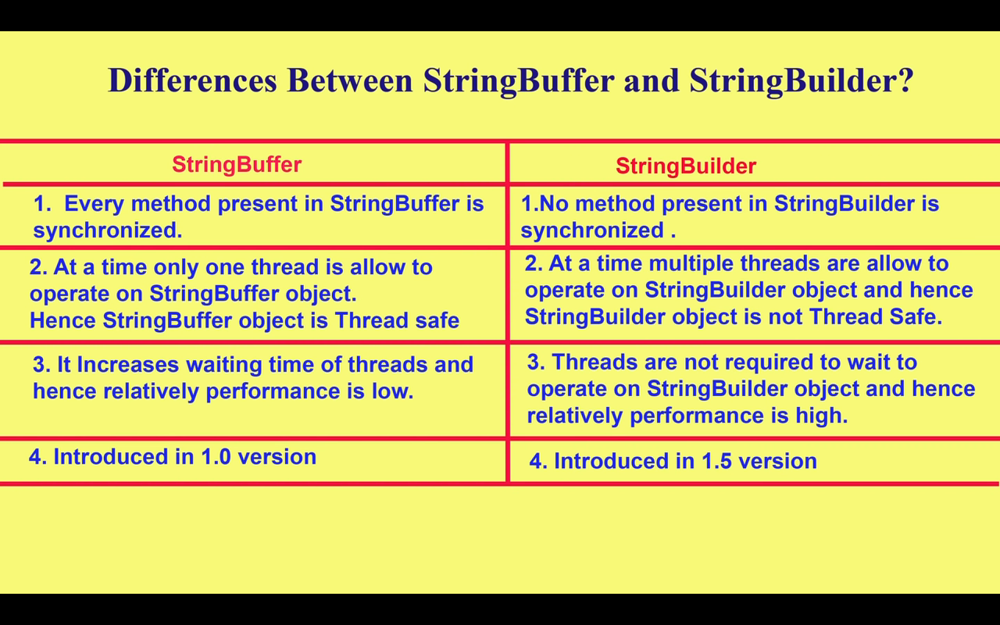 Differences Between StringBuffer and StringBuilder?
StringBuffer
StringBuilder
1. Every method present in StringBuffer is
synchronized.
1.No method present in StringBuilder is
synchronized .
2. At a time only one thread is allow to
operate on StringBuffer object.
Hence StringBuffer object is Thread safe
2. At a time multiple threads are allow to
operate on StringBuilder object and hence
StringBuilder object is not Thread Safe.
3. It Increases waiting time of threads and
hence relatively performance is low.
3. Threads are not required to wait to
operate on StringBuilder object and hence
relatively performance is high.
4. Introduced in 1.0 version
4. Introduced in 1.5 version